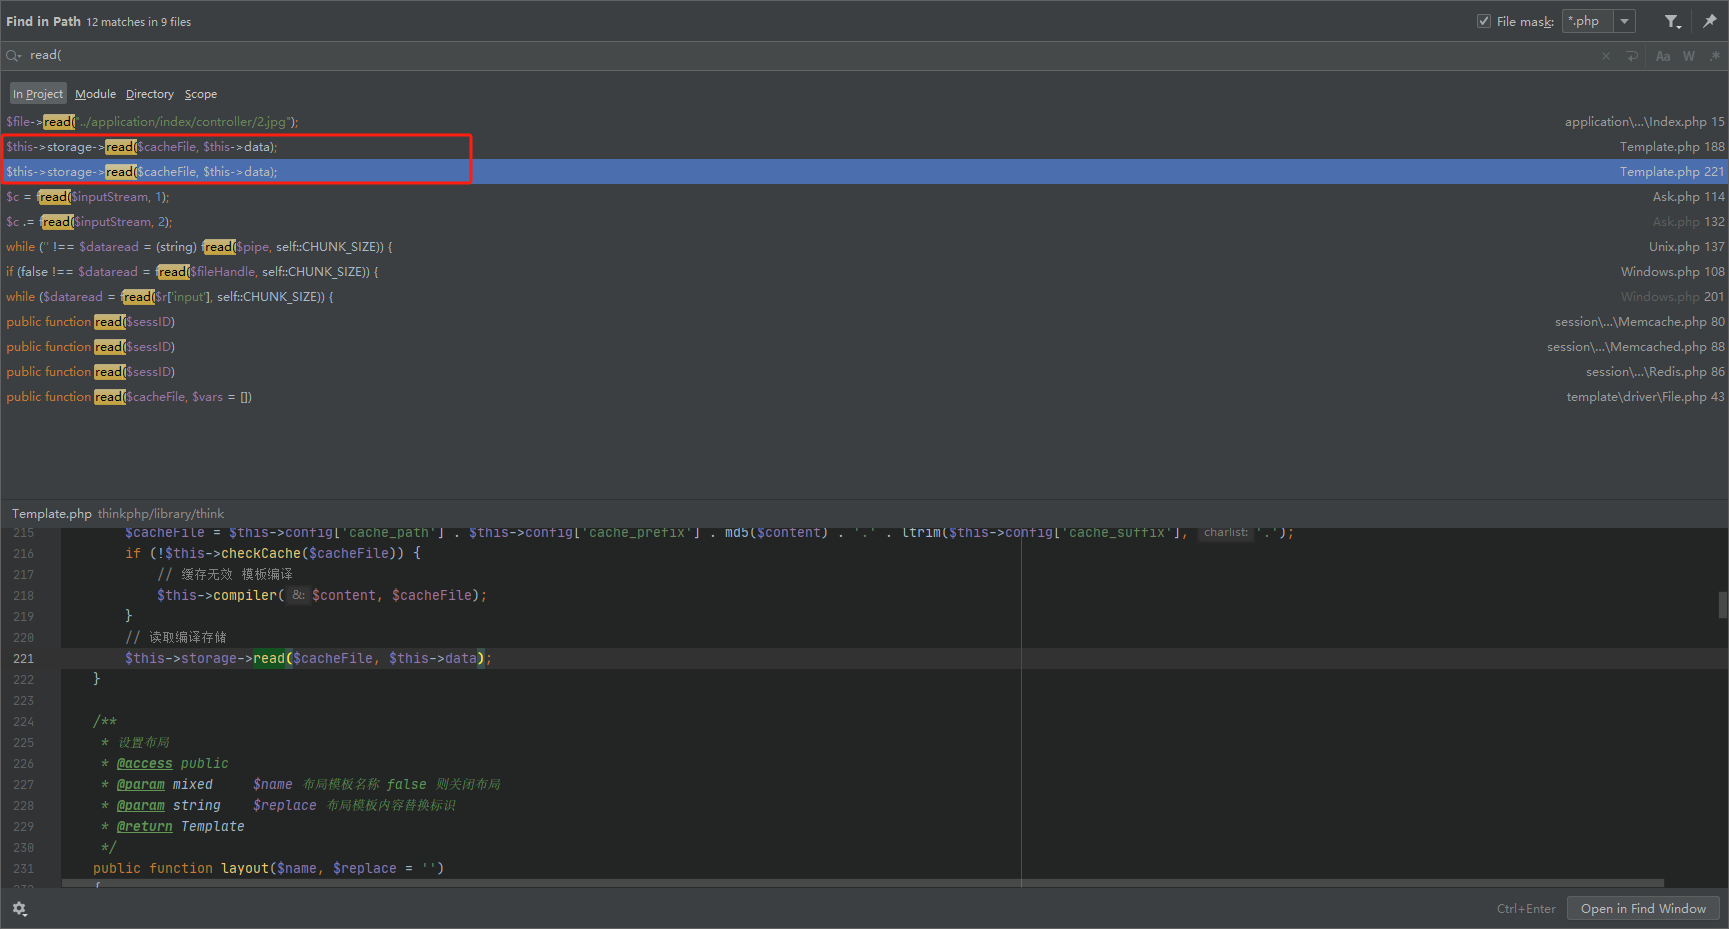 Find in Path 12 matches in 9 files File mask: *.php
read( Aa W .*
In Project Module Directory Scope
$file->read("../application/index/controller/2.jpg"); application\...\Index.php 15
$this->storage->read($cacheFile, $this->data); Template.php 188
$this->storage->read($cacheFile, $this->data); Template.php 221
$c = fread($inputStream, 1); Ask.php 114
$c .= fread($inputStream, 2); Ask.php 132
while ('' !== $dataread = (string) fread($pipe, self::CHUNK_SIZE)) { Unix.php 137
if (false !== $dataread = fread($fileHandle, self::CHUNK_SIZE)) { Windows.php 108
while ($dataread = fread($r['input'], self::CHUNK_SIZE)) { Windows.php 201
public function read($sessID) session\...\Memcache.php 80
public function read($sessID) session\...\Memcached.php 88
public function read($sessID) session\...\Redis.php 86
public function read($cacheFile, $vars = []) template\driver\File.php 43
Template.php thinkphp/library/think
215 $cacheFile = $this->config['cache_path'] . $this->config['cache_prefix'] . md5($content) . '.' . ltrim($this->config['cache_suffix'], charlist: '.');
216 if (!$this->checkCache($cacheFile)) {
217 // 缓存无效 模板编译
218 $this->compiler( &: $content, $cacheFile);
219 }
220 // 读取编译存储
221 $this->storage->read($cacheFile, $this->data);
222 }
223
224 /**
225 * 设置布局
226 * @access public
227 * @param mixed $name 布局模板名称 false 则关闭布局
228 * @param string $replace 布局模板内容替换标识
229 * @return Template
230 */
231 public function layout($name, $replace = '')
232 {
Ctrl+Enter Open in Find Window